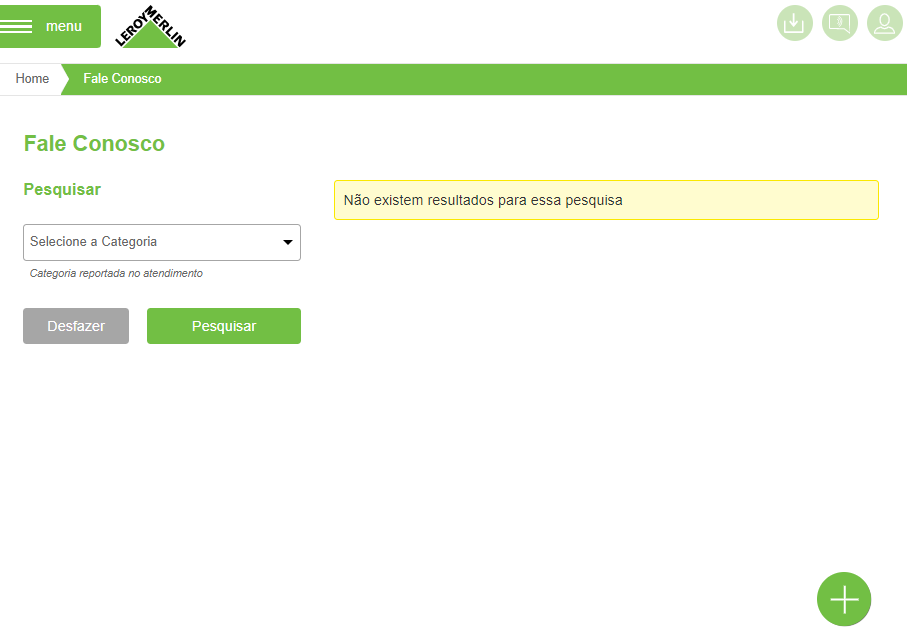 menu
LEROY MERLIN
0
Home
Fale Conosco
Fale Conosco
Pesquisar
Não existem resultados para essa pesquisa
Selecione a Categoria
Categoria reportada no atendimento
Desfazer
Pesquisar